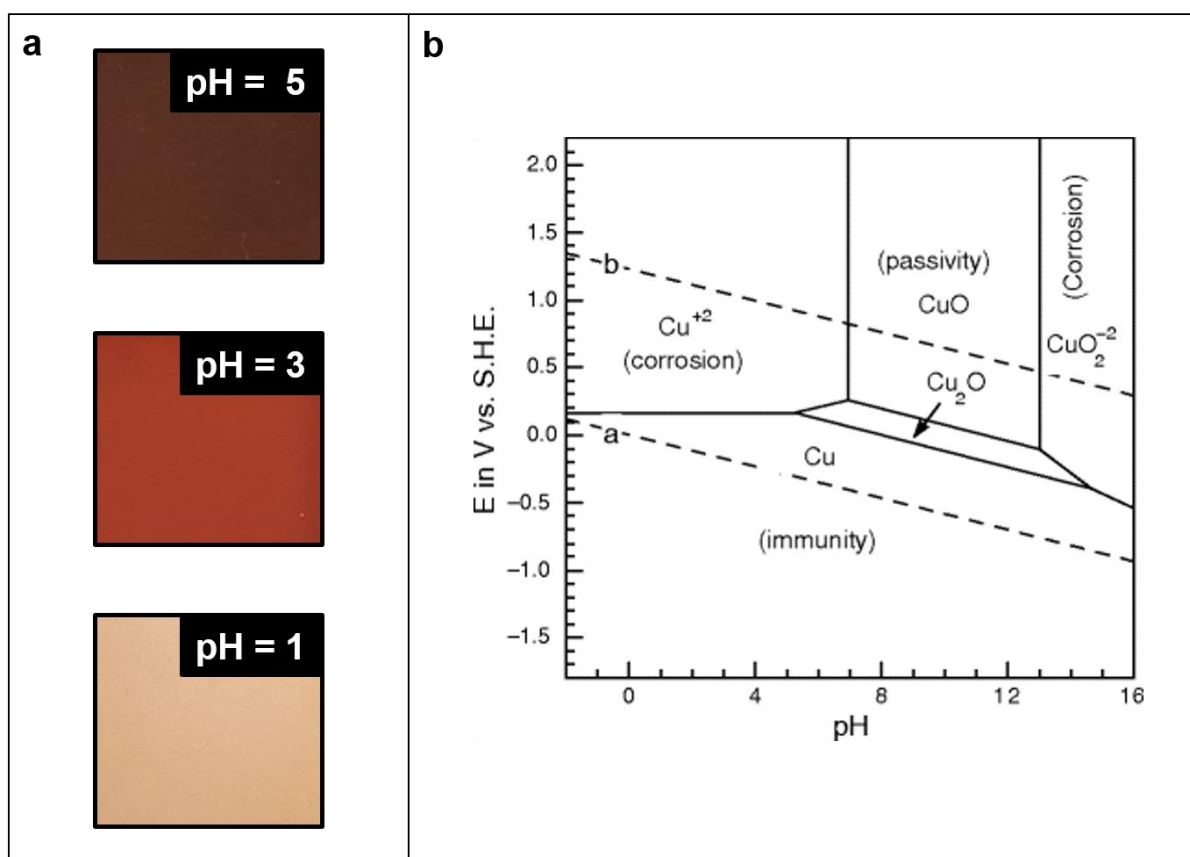 a
pH = 5
pH = 3
pH = 1
b
E in V vs. S.H.E.
2.0
1.5
1.0
0.5
0.0
−0.5
−1.0
−1.5
b
a
Cu+2
(corrosion)
(passivity)
CuO
(Corrosion)
CuO2−2
Cu2O
Cu
(immunity)
0 4 8 12 16
pH